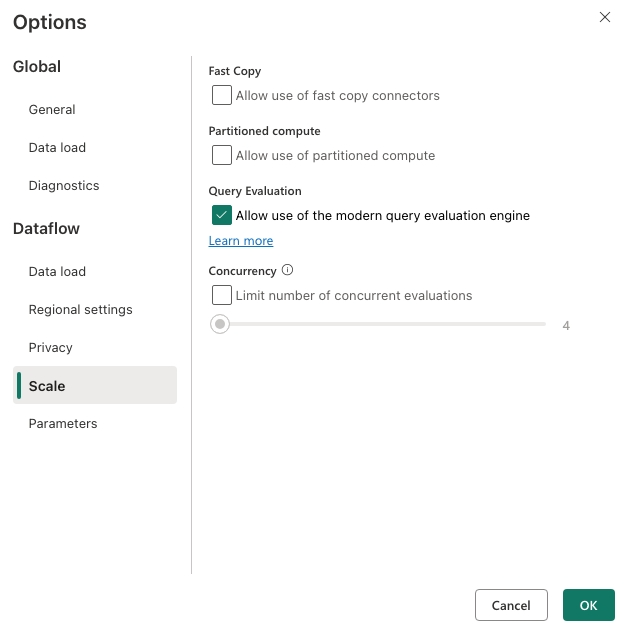 Options
Global
General
Data load
Diagnostics
Dataflow
Data load
Regional settings
Privacy
Scale
Parameters
Fast Copy
Allow use of fast copy connectors
Partitioned compute
Allow use of partitioned compute
Query Evaluation
Allow use of the modern query evaluation engine
Learn more
Concurrency
Limit number of concurrent evaluations
4
Cancel
OK